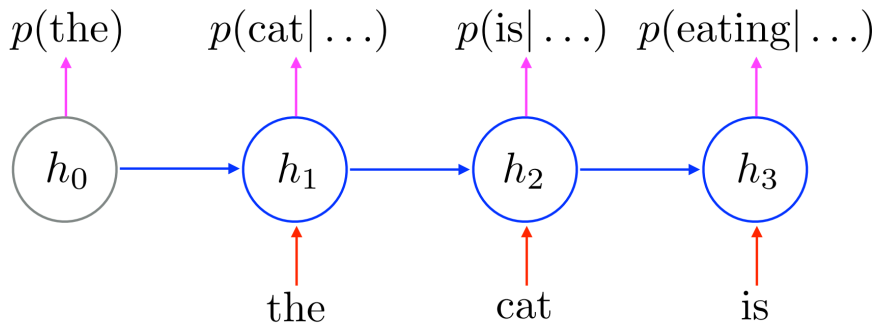 p(the) p(cat| ...) p(is| ...) p(eating| ...)
h₀ h₁ h₂ h₃
the cat is